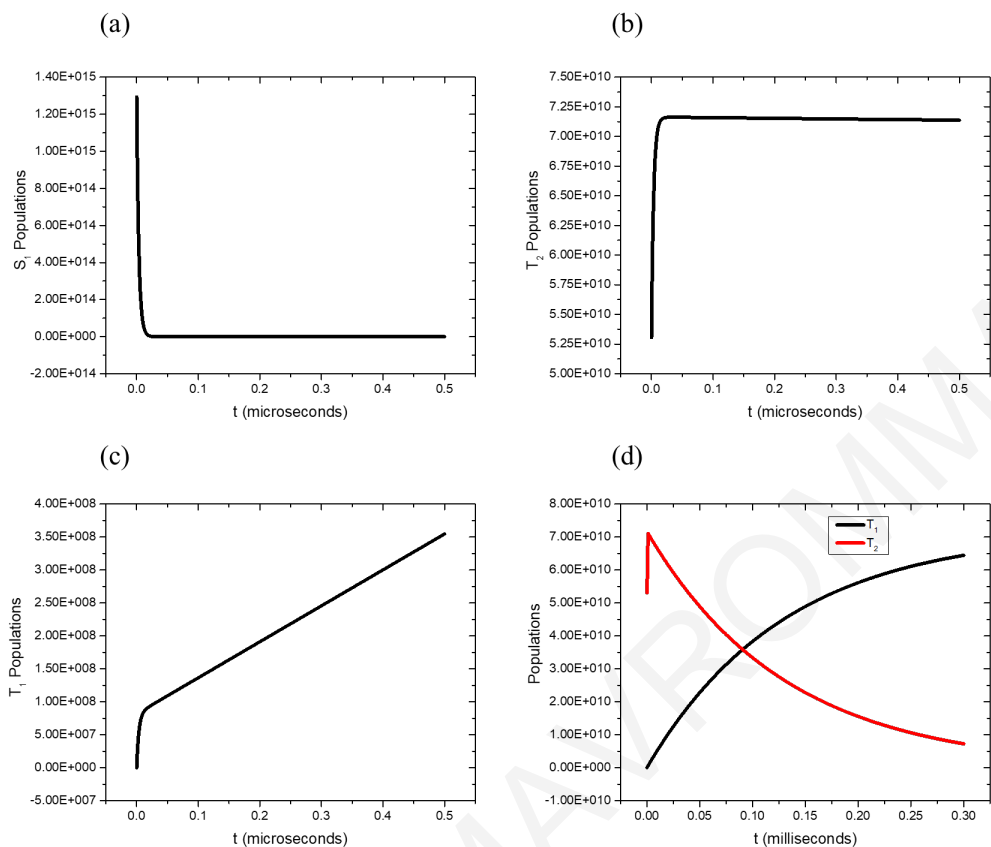 (a)
1.40E+015
1.20E+015
1.00E+015
8.00E+014
6.00E+014
4.00E+014
2.00E+014
0.00E+000
-2.00E+014
S1 Populations
0.0 0.1 0.2 0.3 0.4 0.5
t (microseconds)
(b)
7.50E+010
7.25E+010
7.00E+010
6.75E+010
6.50E+010
6.25E+010
6.00E+010
5.75E+010
5.50E+010
5.25E+010
5.00E+010
T2 Populations
0.0 0.1 0.2 0.3 0.4 0.5
t (microseconds)
(c)
4.00E+008
3.50E+008
3.00E+008
2.50E+008
2.00E+008
1.50E+008
1.00E+008
5.00E+007
0.00E+000
-5.00E+007
T1 Populations
0.0 0.1 0.2 0.3 0.4 0.5
t (microseconds)
(d)
8.00E+010
7.00E+010
6.00E+010
5.00E+010
4.00E+010
3.00E+010
2.00E+010
1.00E+010
0.00E+000
-1.00E+010
Populations
T1
T2
0.00 0.05 0.10 0.15 0.20 0.25 0.30
t (milliseconds)
MAVROMM